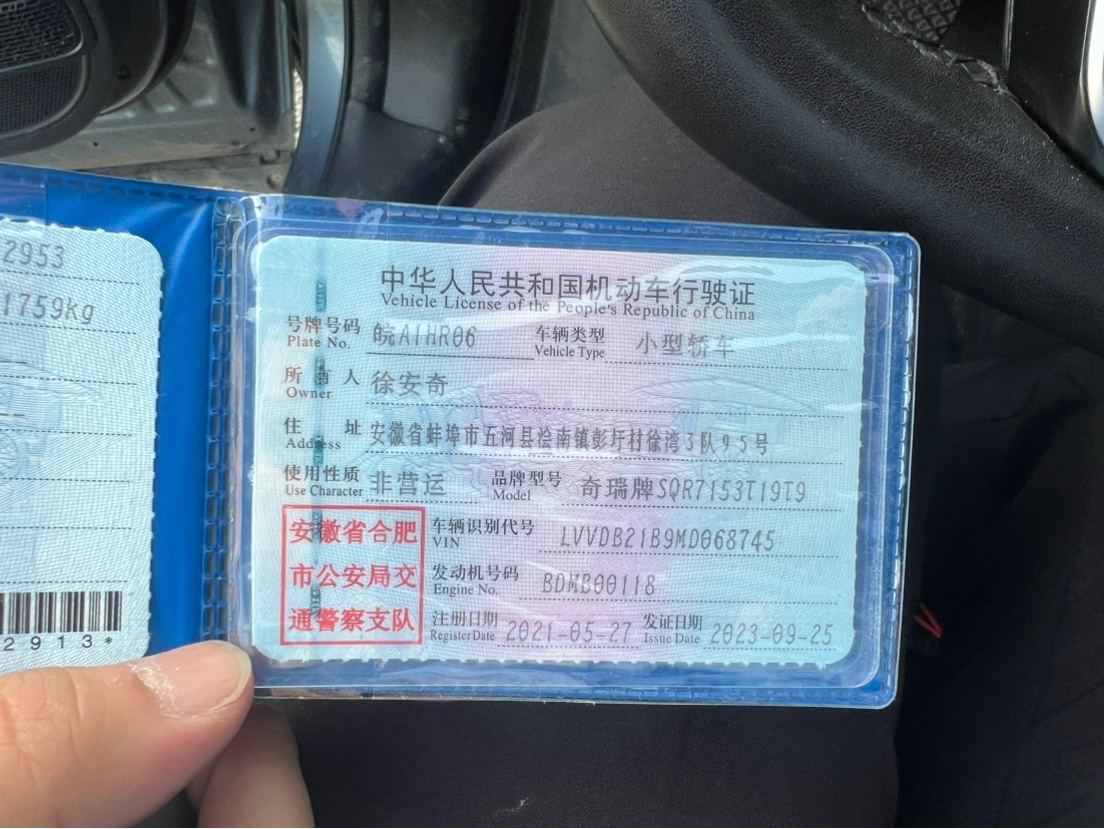 2953
1759kg
2913*
中华人民共和国机动车行驶证
Vehicle License of the People's Republic of China
号牌号码 皖A1HR06 车辆类型 小型轿车
Plate No. Vehicle Type
所有人 徐安奇
Owner
住址 安徽省蚌埠市五河县浍南镇彭圩村徐湾3队95号
Address
使用性质 非营运 品牌型号 奇瑞牌SQR7153T19T9
Use Character Model
安徽省合肥
市公安局交
通警察支队
车辆识别代号 LVVDB21B9MD068745
VIN
发动机号码 BDMB00118
Engine No.
注册日期 2021-05-27 发证日期 2023-09-25
Register Date Issue Date